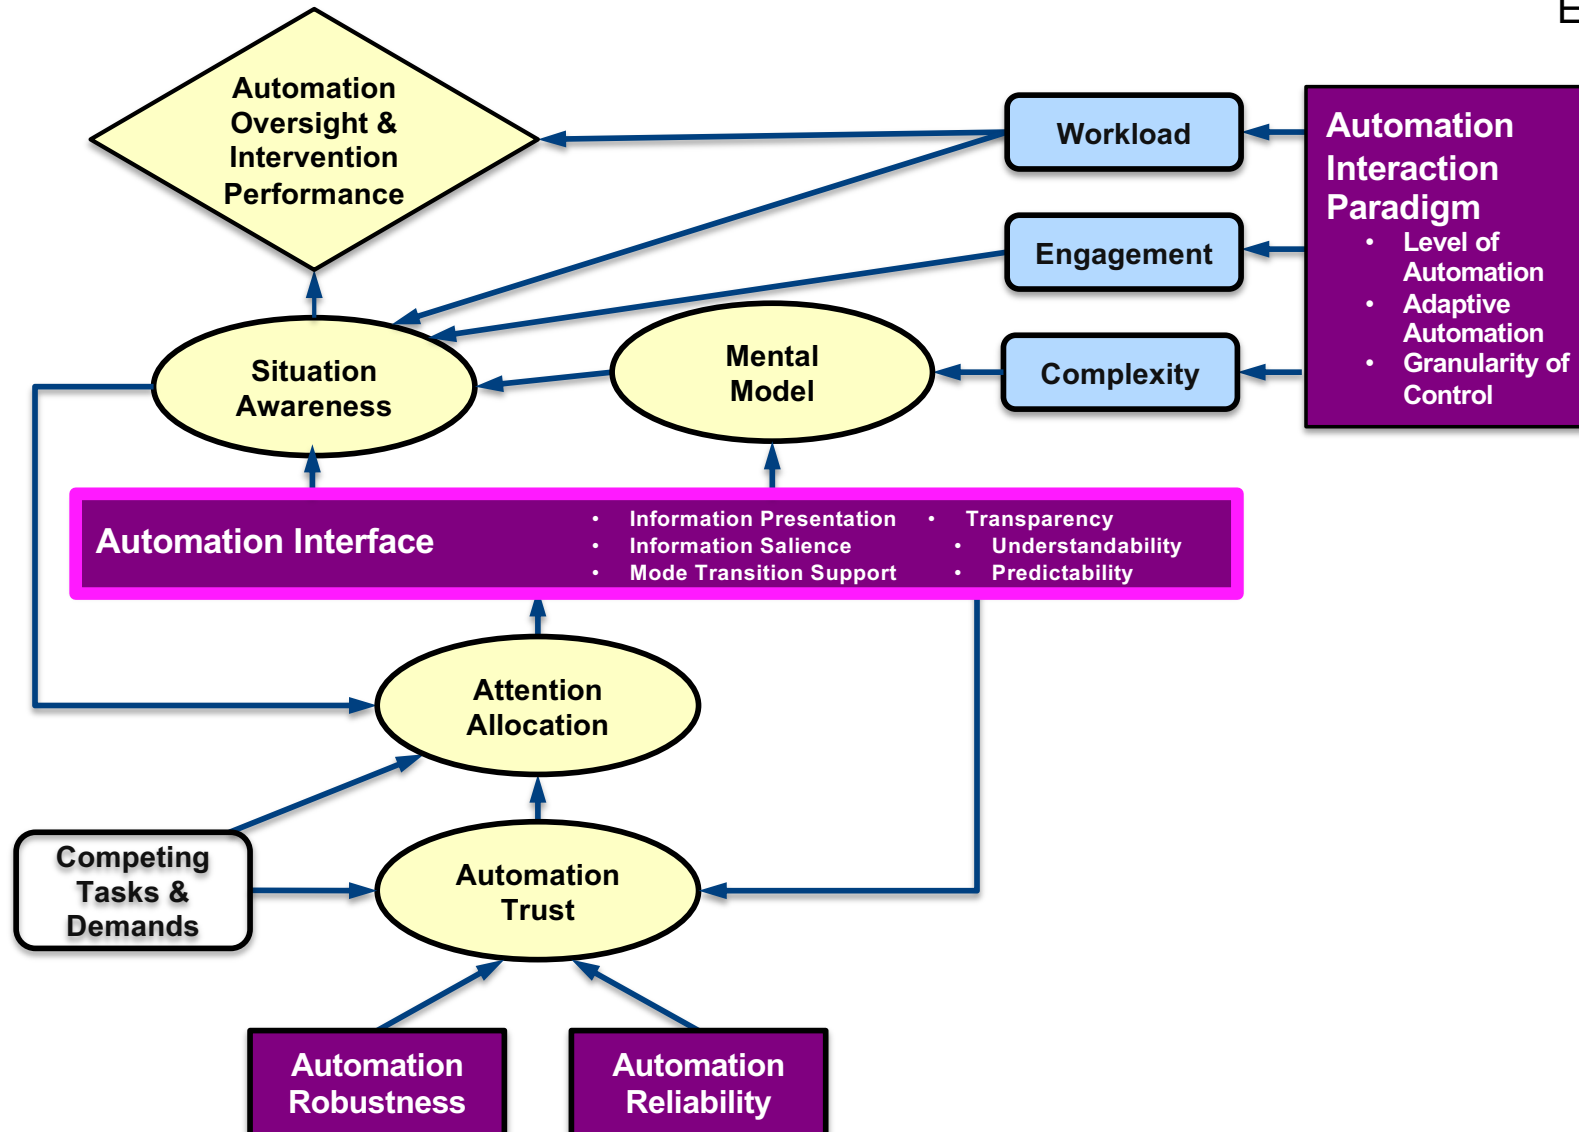 E
Automation
Oversight &
Intervention
Performance
Workload
Automation
Interaction
Paradigm
• Level of
Automation
• Adaptive
Automation
• Granularity of
Control
Engagement
Situation
Awareness
Mental
Model
Complexity
Automation Interface
• Information Presentation
• Information Salience
• Mode Transition Support
• Transparency
• Understandability
• Predictability
Attention
Allocation
Competing
Tasks &
Demands
Automation
Trust
Automation
Robustness
Automation
Reliability